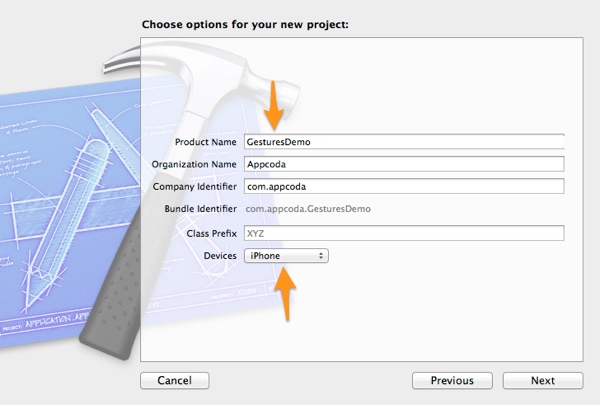 Choose options for your new project:
Product Name GesturesDemo
Organization Name Appcoda
Company Identifier com.appcoda
Bundle Identifier com.appcoda.GesturesDemo
Class Prefix XYZ
Devices iPhone
PROJECT: APPLICATION.APP
Cancel Previous Next